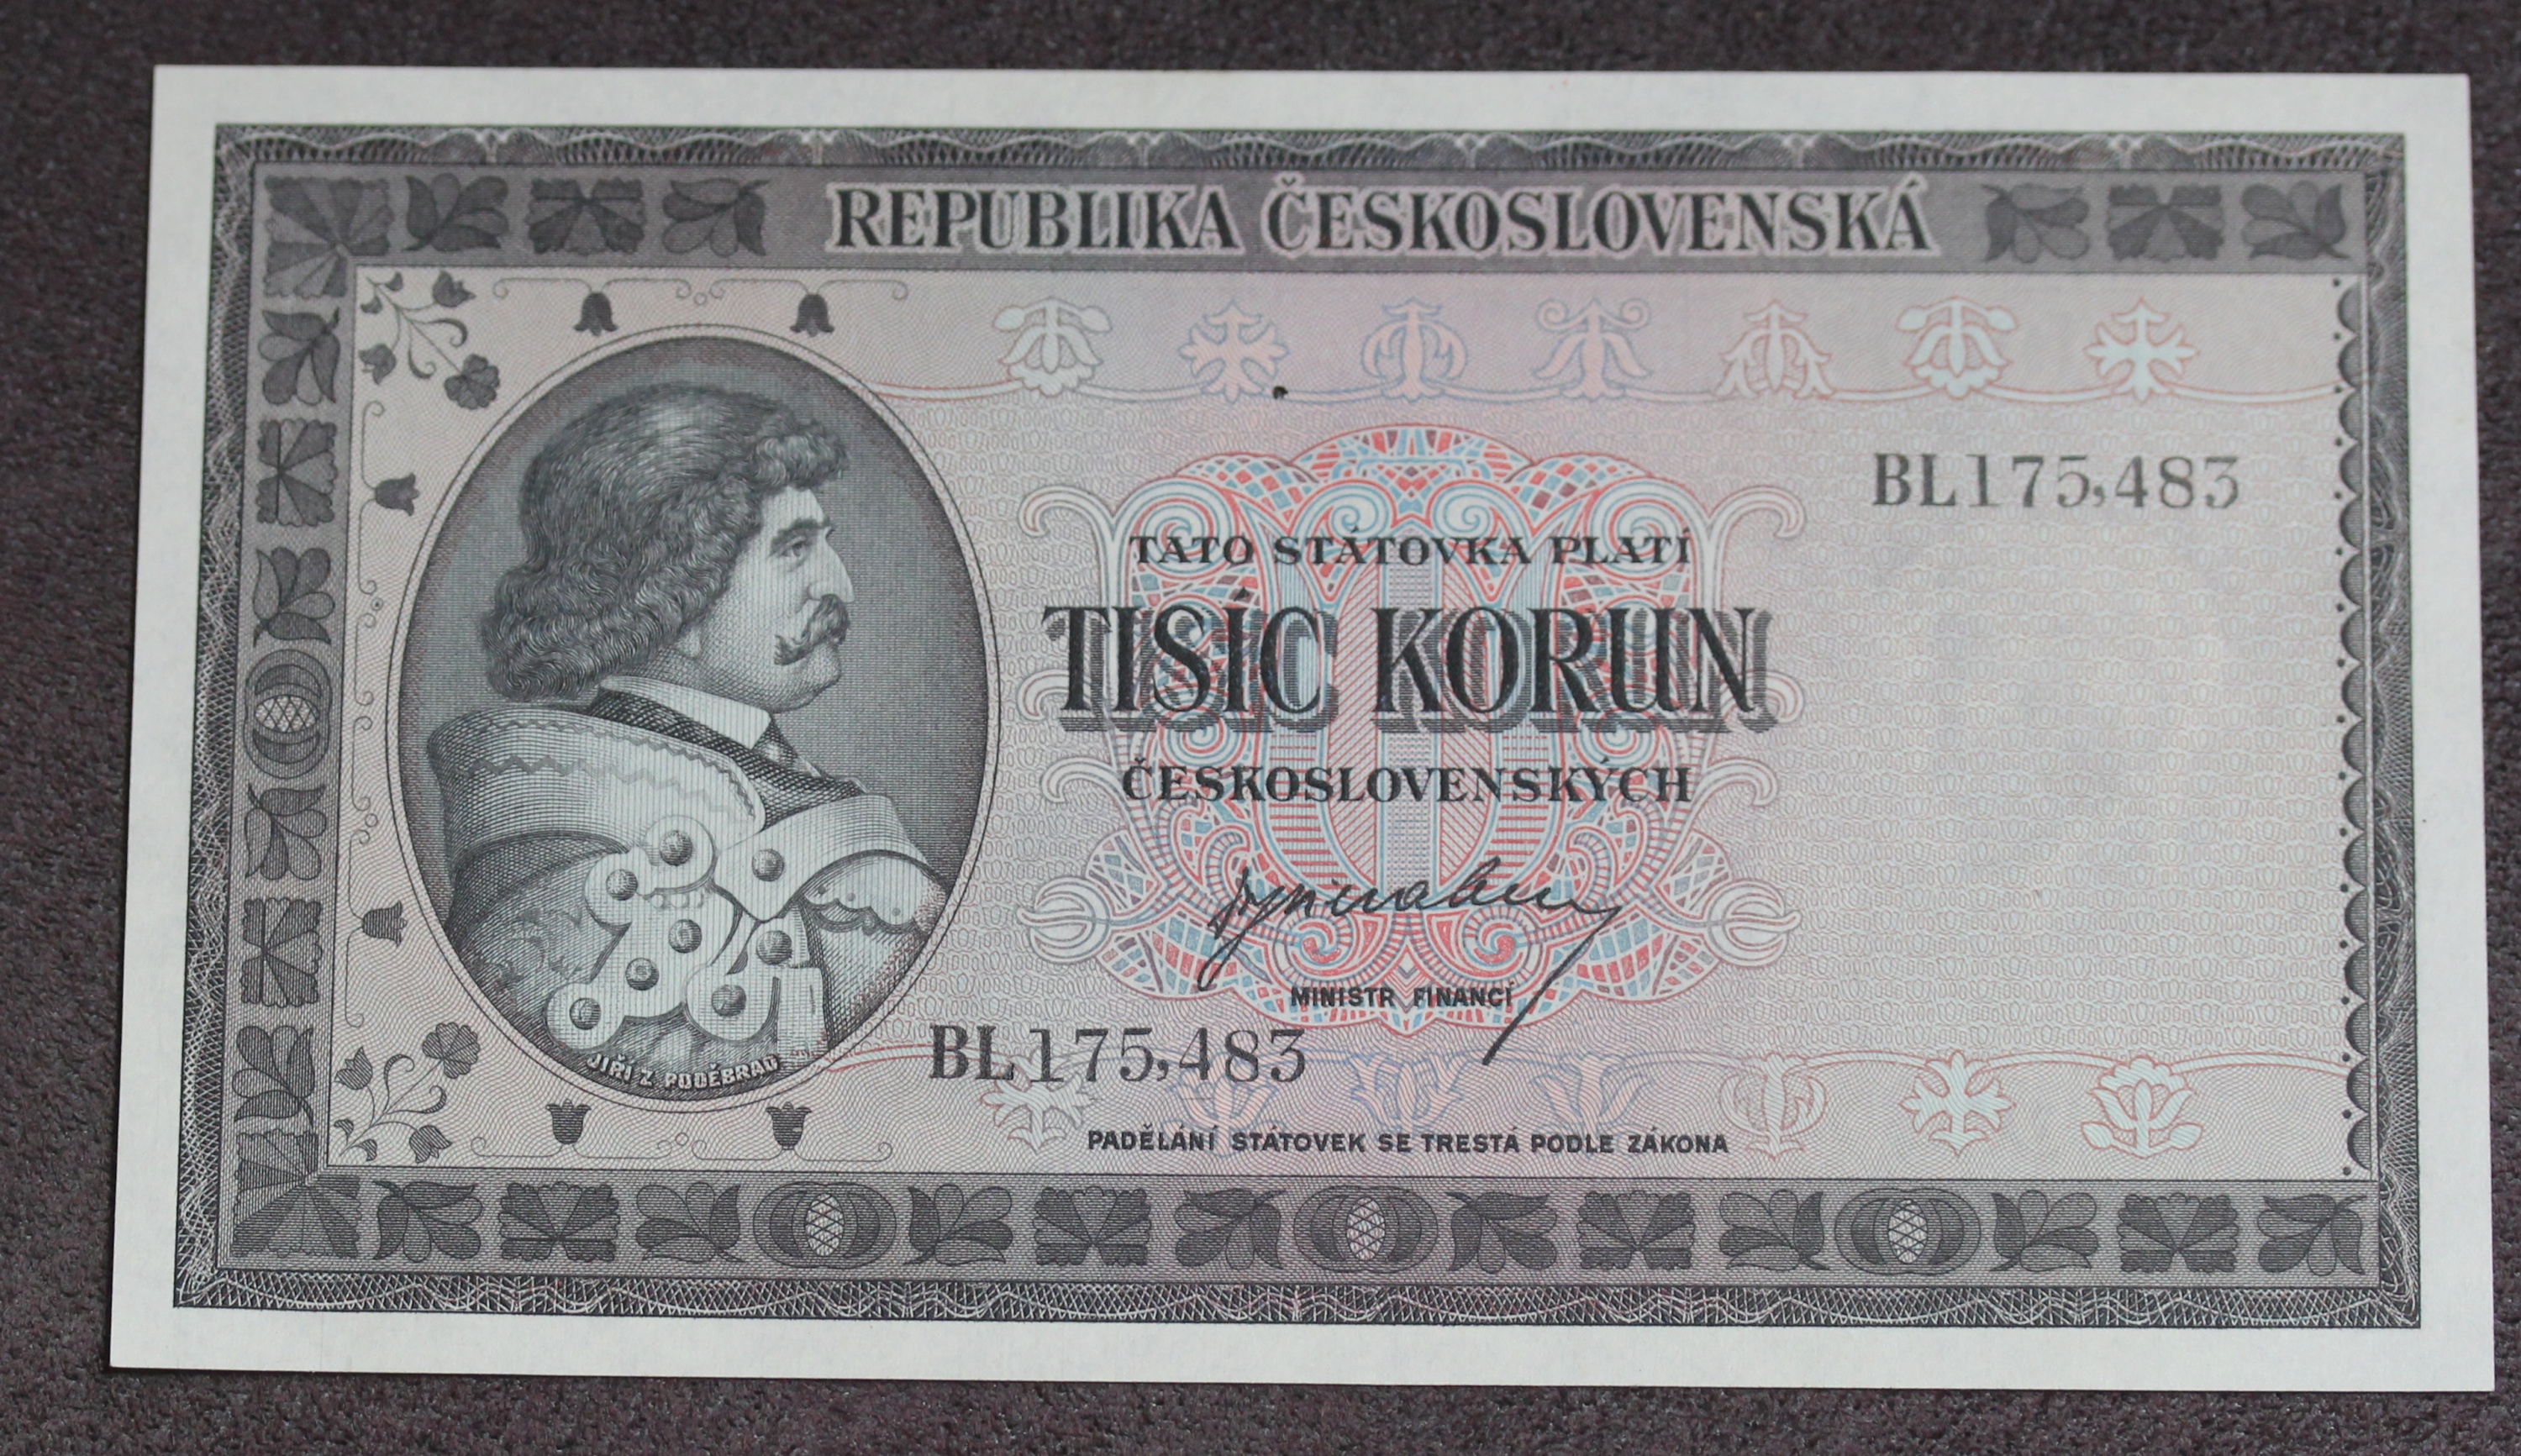 REPUBLIKA ČESKOSLOVENSKÁ
BL175,483
TATO STÁTOVKA PLATÍ
TISÍC KORUN
ČESKOSLOVENSKÝCH
MINISTR FINANCÍ
BL175,483
JIŘÍ Z PODĚBRAD
PADĚLÁNÍ STÁTOVEK SE TRESTÁ PODLE ZÁKONA